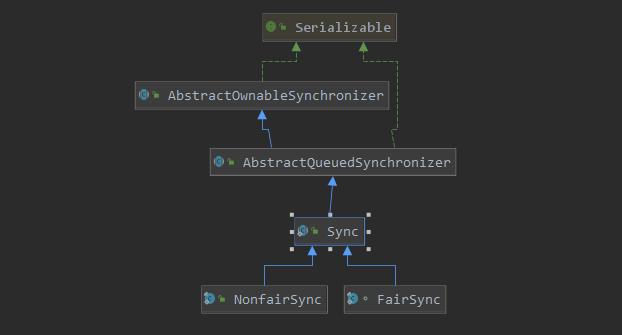 Serializable
AbstractOwnableSynchronizer
AbstractQueuedSynchronizer
Sync
NonfairSync
FairSync